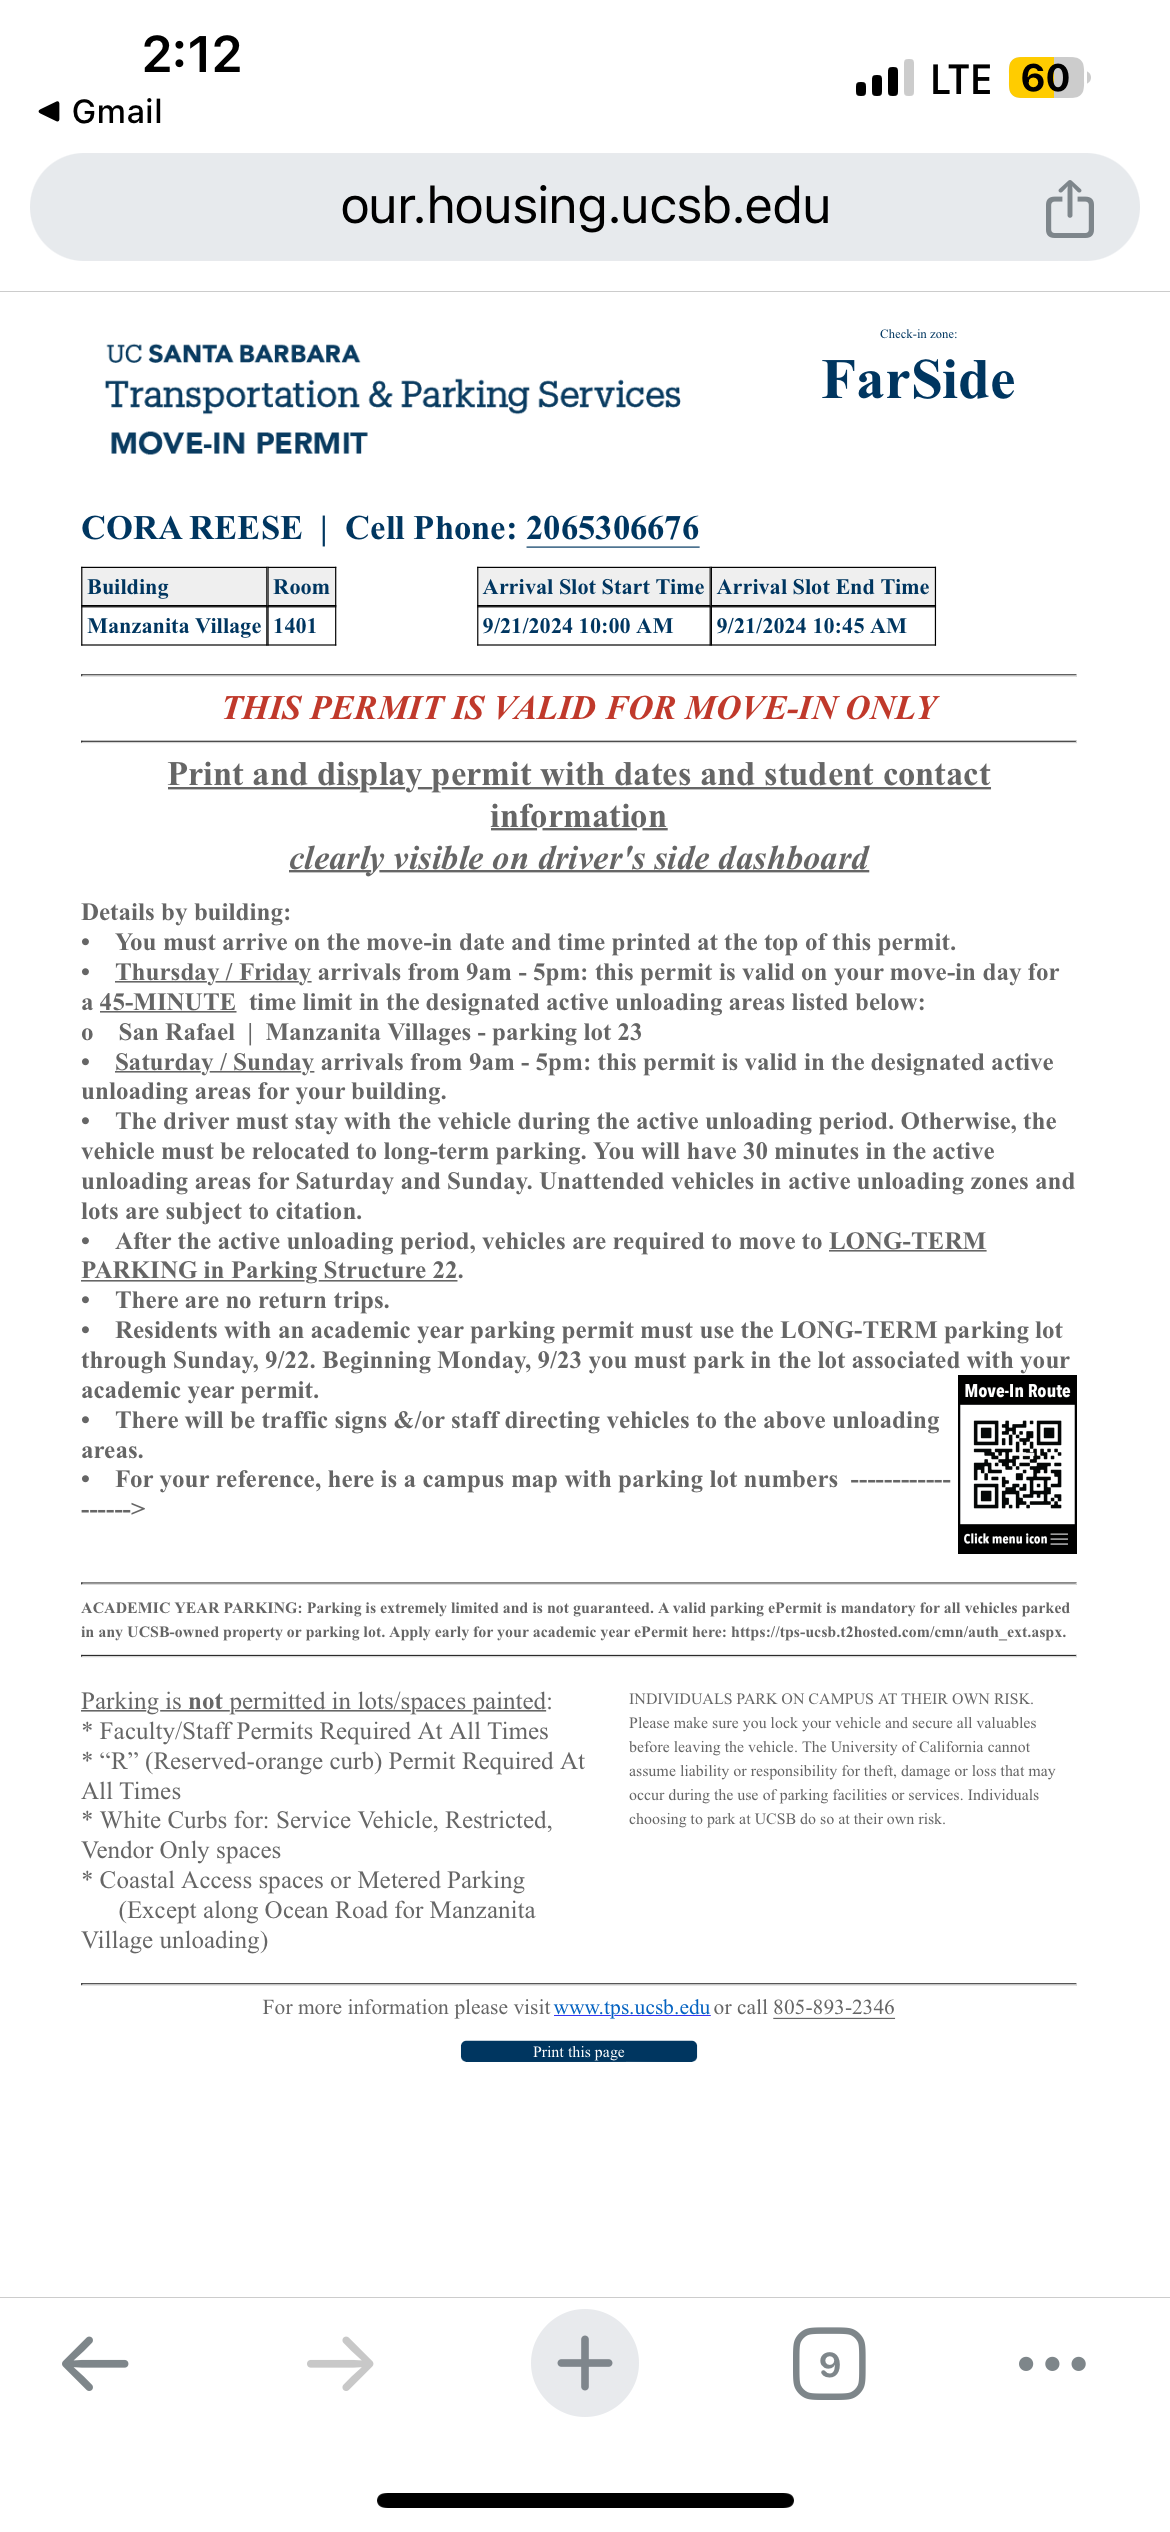 2:12
LTE 60
◀ Gmail
our.housing.ucsb.edu
Check-in zone:
FarSide
UC SANTA BARBARA
Transportation & Parking Services
MOVE-IN PERMIT
CORA REESE | Cell Phone: 2065306676
Building Room
Manzanita Village 1401
Arrival Slot Start Time Arrival Slot End Time
9/21/2024 10:00 AM 9/21/2024 10:45 AM
THIS PERMIT IS VALID FOR MOVE-IN ONLY
Print and display permit with dates and student contact
information
clearly visible on driver's side dashboard
Details by building:
• You must arrive on the move-in date and time printed at the top of this permit.
• Thursday / Friday arrivals from 9am - 5pm: this permit is valid on your move-in day for
a 45-MINUTE time limit in the designated active unloading areas listed below:
o San Rafael | Manzanita Villages - parking lot 23
• Saturday / Sunday arrivals from 9am - 5pm: this permit is valid in the designated active
unloading areas for your building.
• The driver must stay with the vehicle during the active unloading period. Otherwise, the
vehicle must be relocated to long-term parking. You will have 30 minutes in the active
unloading areas for Saturday and Sunday. Unattended vehicles in active unloading zones and
lots are subject to citation.
• After the active unloading period, vehicles are required to move to LONG-TERM
PARKING in Parking Structure 22.
• There are no return trips.
• Residents with an academic year parking permit must use the LONG-TERM parking lot
through Sunday, 9/22. Beginning Monday, 9/23 you must park in the lot associated with your
academic year permit.
• There will be traffic signs &/or staff directing vehicles to the above unloading
areas.
• For your reference, here is a campus map with parking lot numbers ------------
------>
Move-In Route
Click menu icon
ACADEMIC YEAR PARKING: Parking is extremely limited and is not guaranteed. A valid parking ePermit is mandatory for all vehicles parked
in any UCSB-owned property or parking lot. Apply early for your academic year ePermit here: https://tps-ucsb.t2hosted.com/cmn/auth_ext.aspx.
Parking is not permitted in lots/spaces painted:
* Faculty/Staff Permits Required At All Times
* “R” (Reserved-orange curb) Permit Required At
All Times
* White Curbs for: Service Vehicle, Restricted,
Vendor Only spaces
* Coastal Access spaces or Metered Parking
(Except along Ocean Road for Manzanita
Village unloading)
INDIVIDUALS PARK ON CAMPUS AT THEIR OWN RISK.
Please make sure you lock your vehicle and secure all valuables
before leaving the vehicle. The University of California cannot
assume liability or responsibility for theft, damage or loss that may
occur during the use of parking facilities or services. Individuals
choosing to park at UCSB do so at their own risk.
For more information please visit www.tps.ucsb.edu or call 805-893-2346
Print this page
9